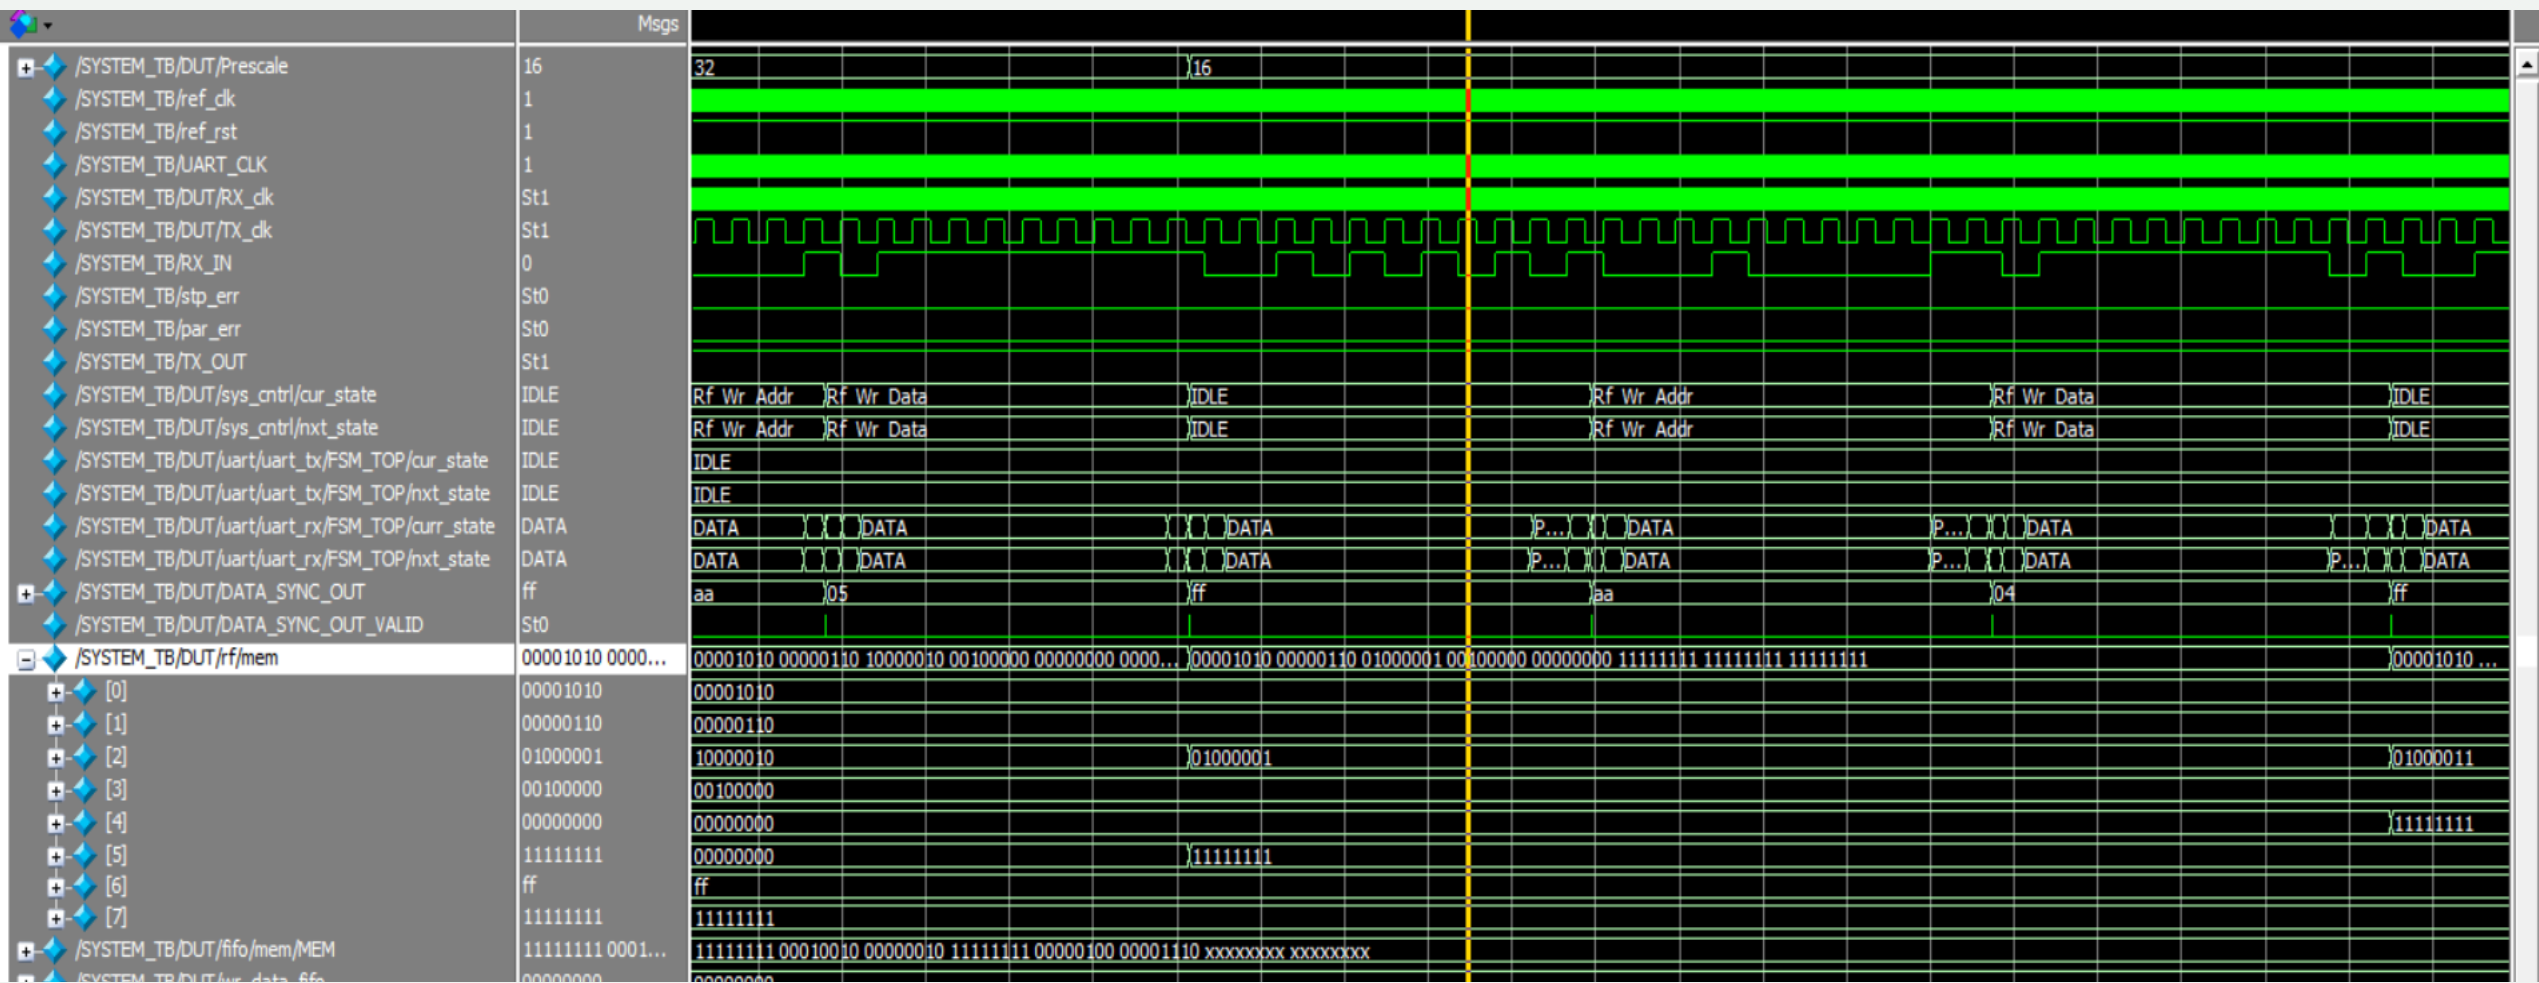 Msgs
/SYSTEM_TB/DUT/Prescale 16 32 16
/SYSTEM_TB/ref_clk 1
/SYSTEM_TB/ref_rst 1
/SYSTEM_TB/UART_CLK 1
/SYSTEM_TB/DUT/RX_clk St1
/SYSTEM_TB/DUT/TX_clk St1
/SYSTEM_TB/RX_IN 0
/SYSTEM_TB/stp_err St0
/SYSTEM_TB/par_err St0
/SYSTEM_TB/TX_OUT St1
/SYSTEM_TB/DUT/sys_cntrl/cur_state IDLE Rf_Wr_Addr Rf_Wr_Data IDLE Rf_Wr_Addr Rf_Wr_Data IDLE
/SYSTEM_TB/DUT/sys_cntrl/nxt_state IDLE Rf_Wr_Addr Rf_Wr_Data IDLE Rf_Wr_Addr Rf_Wr_Data IDLE
/SYSTEM_TB/DUT/uart/uart_tx/FSM_TOP/cur_state IDLE IDLE
/SYSTEM_TB/DUT/uart/uart_tx/FSM_TOP/nxt_state IDLE IDLE
/SYSTEM_TB/DUT/uart/uart_rx/FSM_TOP/curr_state DATA DATA DATA DATA P... DATA P... DATA DATA
/SYSTEM_TB/DUT/uart/uart_rx/FSM_TOP/nxt_state DATA DATA DATA DATA P... DATA P... DATA P... DATA
/SYSTEM_TB/DUT/DATA_SYNC_OUT ff aa 05 ff aa 04 ff
/SYSTEM_TB/DUT/DATA_SYNC_OUT_VALID St0
/SYSTEM_TB/DUT/rf/mem 00001010 0000... 00001010 00000110 10000010 00100000 00000000 0000... 00001010 00000110 01000001 00100000 00000000 11111111 11111111 11111111 00001010 ...
[0] 00001010 00001010
[1] 00000110 00000110
[2] 01000001 10000010 01000001 01000011
[3] 00100000 00100000
[4] 00000000 00000000 11111111
[5] 11111111 00000000 11111111
[6] ff ff
[7] 11111111 11111111
/SYSTEM_TB/DUT/fifo/mem/MEM 11111111 0001... 11111111 00010010 00000010 11111111 00000100 00001110 xxxxxxxx xxxxxxxx
/SYSTEM_TB/DUT/wr_data_fifo 00000000 00000000